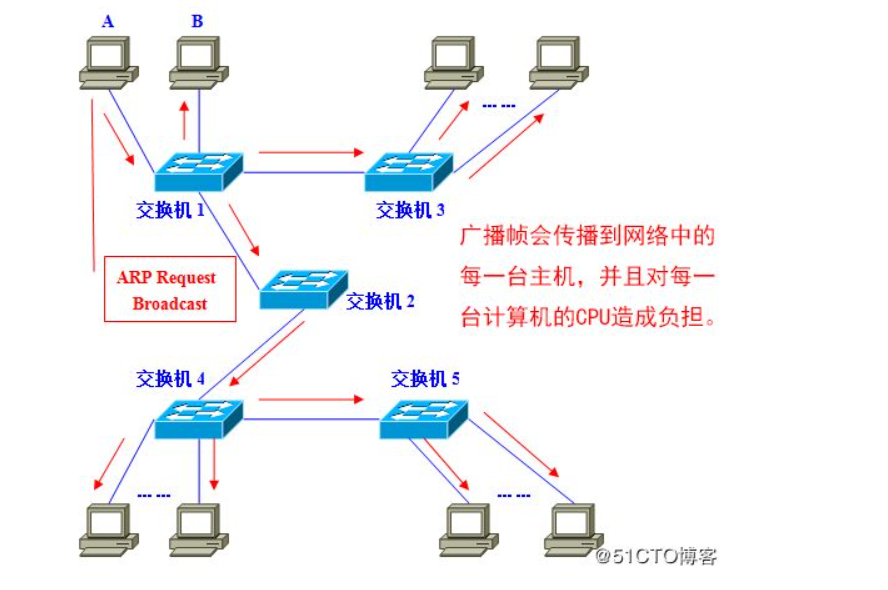 A
B
…… ……
交换机 1
交换机 3
广播帧会传播到网络中的
每一台主机，并且对每一
台计算机的CPU造成负担。
ARP Request
Broadcast
交换机 2
交换机 4
交换机 5
…… ……
…… ……
@51CTO博客